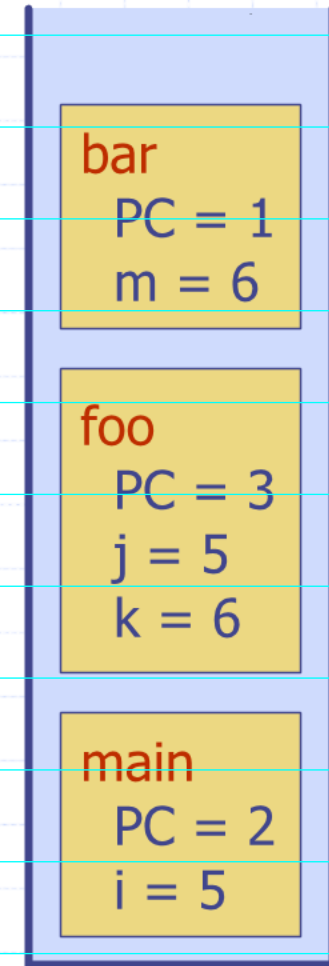 bar
PC = 1
m = 6
foo
PC = 3
j = 5
k = 6
main
PC = 2
i = 5